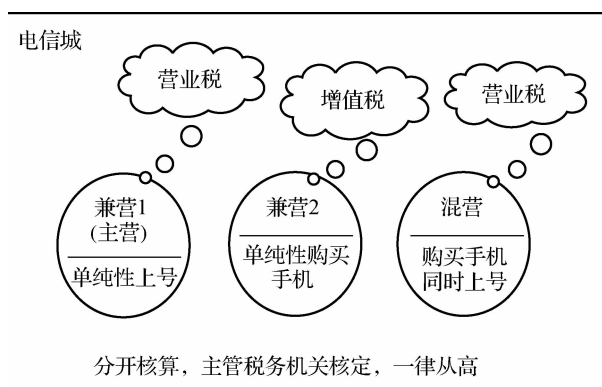 电信城
营业税
增值税
营业税
兼营1
(主营)
单纯性上号
兼营2
单纯性购买
手机
混营
购买手机
同时上号
分开核算，主管税务机关核定，一律从高